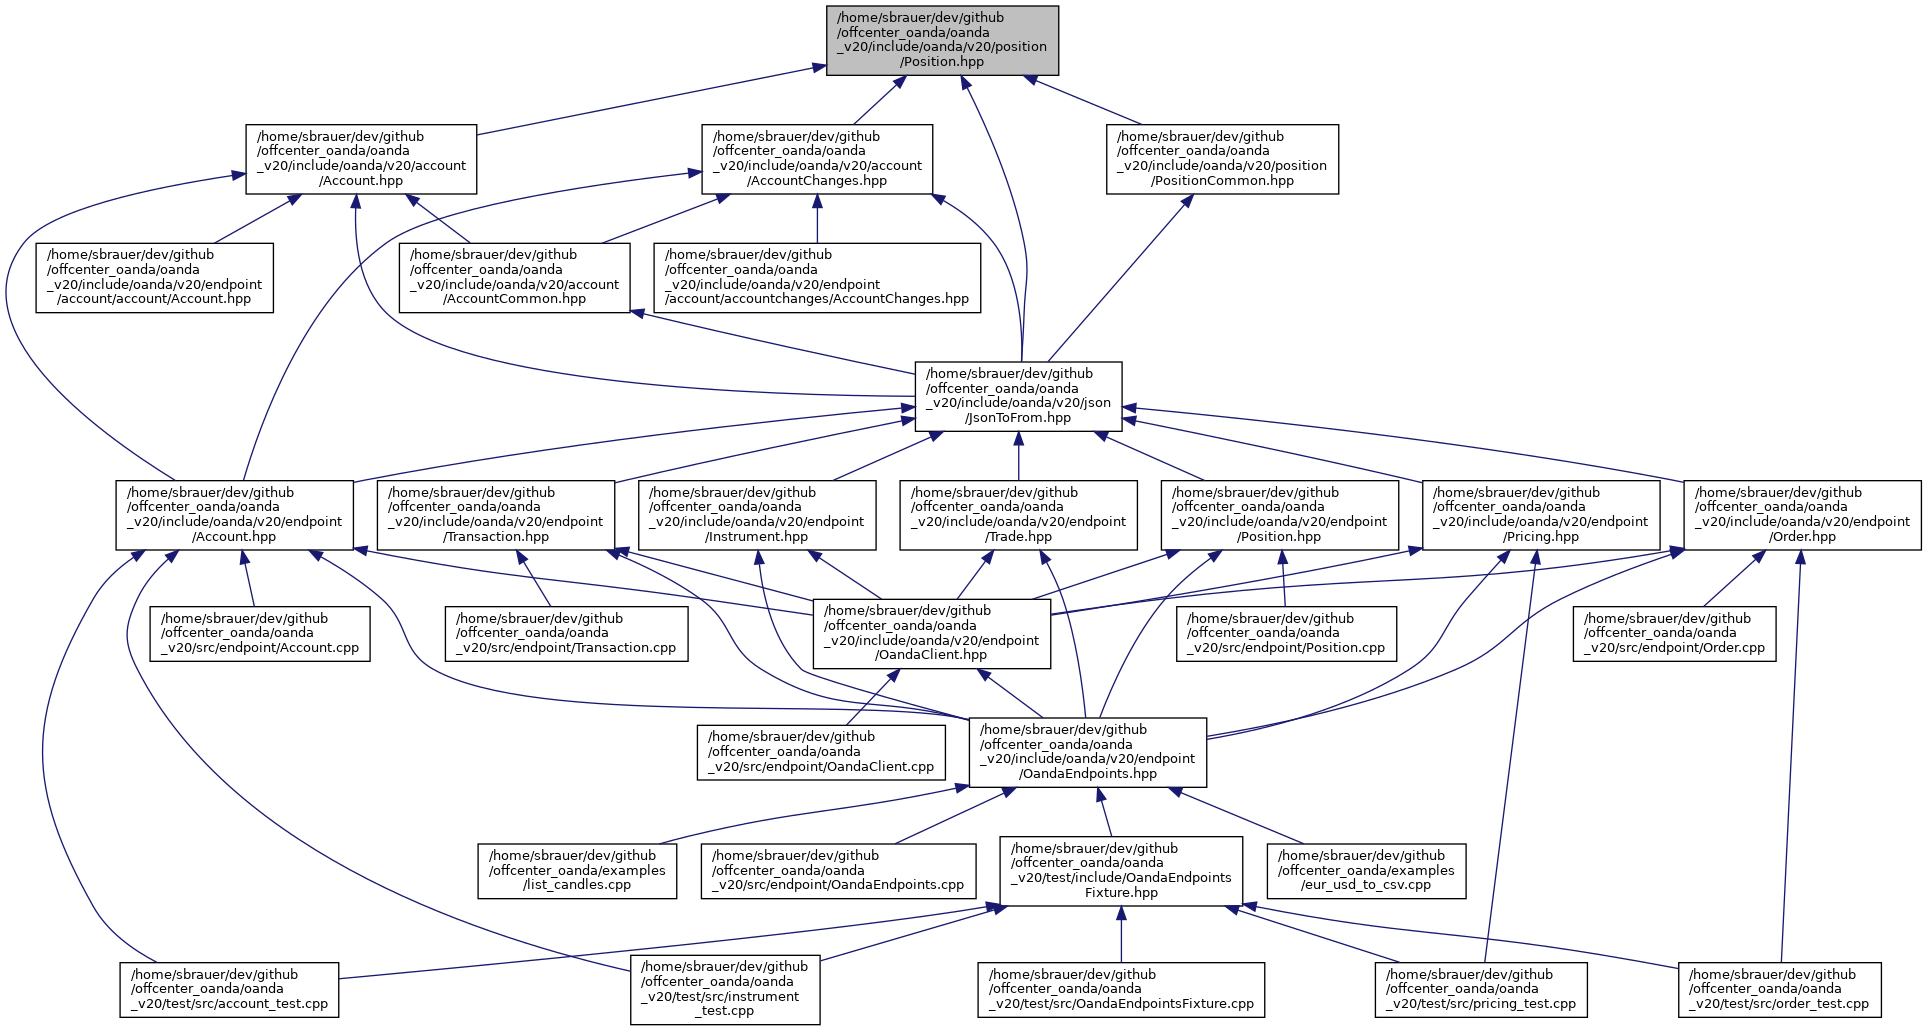 /home/sbrauer/dev/github
/offcenter_oanda/oanda
_v20/include/oanda/v20/position
/Position.hpp
/home/sbrauer/dev/github
/offcenter_oanda/oanda
_v20/include/oanda/v20/account
/Account.hpp
/home/sbrauer/dev/github
/offcenter_oanda/oanda
_v20/include/oanda/v20/account
/AccountChanges.hpp
/home/sbrauer/dev/github
/offcenter_oanda/oanda
_v20/include/oanda/v20/position
/PositionCommon.hpp
/home/sbrauer/dev/github
/offcenter_oanda/oanda
_v20/include/oanda/v20/endpoint
/account/account/Account.hpp
/home/sbrauer/dev/github
/offcenter_oanda/oanda
_v20/include/oanda/v20/account
/AccountCommon.hpp
/home/sbrauer/dev/github
/offcenter_oanda/oanda
_v20/include/oanda/v20/endpoint
/account/accountchanges/AccountChanges.hpp
/home/sbrauer/dev/github
/offcenter_oanda/oanda
_v20/include/oanda/v20/json
/JsonToFrom.hpp
/home/sbrauer/dev/github
/offcenter_oanda/oanda
_v20/include/oanda/v20/endpoint
/Account.hpp
/home/sbrauer/dev/github
/offcenter_oanda/oanda
_v20/include/oanda/v20/endpoint
/Transaction.hpp
/home/sbrauer/dev/github
/offcenter_oanda/oanda
_v20/include/oanda/v20/endpoint
/Instrument.hpp
/home/sbrauer/dev/github
/offcenter_oanda/oanda
_v20/include/oanda/v20/endpoint
/Trade.hpp
/home/sbrauer/dev/github
/offcenter_oanda/oanda
_v20/include/oanda/v20/endpoint
/Position.hpp
/home/sbrauer/dev/github
/offcenter_oanda/oanda
_v20/include/oanda/v20/endpoint
/Pricing.hpp
/home/sbrauer/dev/github
/offcenter_oanda/oanda
_v20/include/oanda/v20/endpoint
/Order.hpp
/home/sbrauer/dev/github
/offcenter_oanda/oanda
_v20/src/endpoint/Account.cpp
/home/sbrauer/dev/github
/offcenter_oanda/oanda
_v20/src/endpoint/Transaction.cpp
/home/sbrauer/dev/github
/offcenter_oanda/oanda
_v20/include/oanda/v20/endpoint
/OandaClient.hpp
/home/sbrauer/dev/github
/offcenter_oanda/oanda
_v20/src/endpoint/Position.cpp
/home/sbrauer/dev/github
/offcenter_oanda/oanda
_v20/src/endpoint/Order.cpp
/home/sbrauer/dev/github
/offcenter_oanda/oanda
_v20/src/endpoint/OandaClient.cpp
/home/sbrauer/dev/github
/offcenter_oanda/oanda
_v20/include/oanda/v20/endpoint
/OandaEndpoints.hpp
/home/sbrauer/dev/github
/offcenter_oanda/examples
/list_candles.cpp
/home/sbrauer/dev/github
/offcenter_oanda/oanda
_v20/src/endpoint/OandaEndpoints.cpp
/home/sbrauer/dev/github
/offcenter_oanda/oanda
_v20/test/include/OandaEndpoints
Fixture.hpp
/home/sbrauer/dev/github
/offcenter_oanda/examples
/eur_usd_to_csv.cpp
/home/sbrauer/dev/github
/offcenter_oanda/oanda
_v20/test/src/account_test.cpp
/home/sbrauer/dev/github
/offcenter_oanda/oanda
_v20/test/src/instrument
_test.cpp
/home/sbrauer/dev/github
/offcenter_oanda/oanda
_v20/test/src/OandaEndpointsFixture.cpp
/home/sbrauer/dev/github
/offcenter_oanda/oanda
_v20/test/src/pricing_test.cpp
/home/sbrauer/dev/github
/offcenter_oanda/oanda
_v20/test/src/order_test.cpp